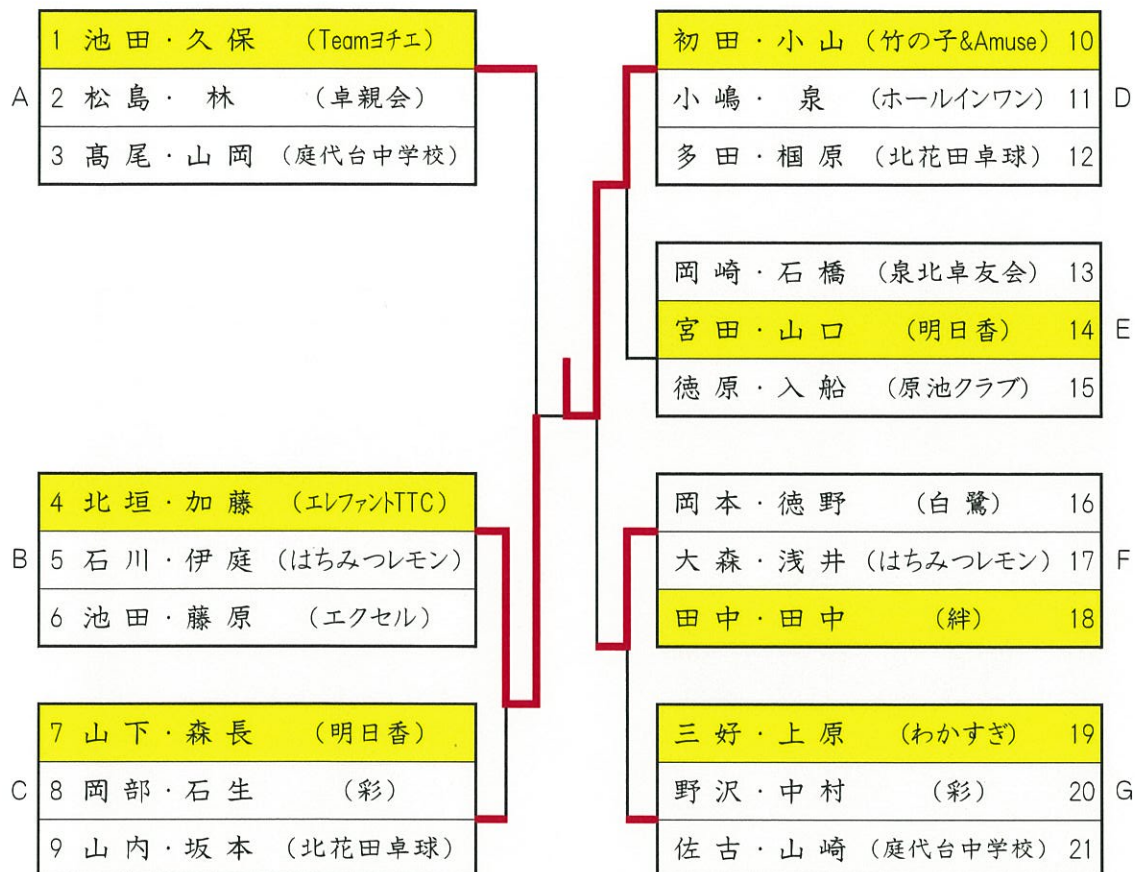 A
1 池田・久保 (Teamヨチエ)
2 松島・林 (卓親会)
3 髙尾・山岡 (庭代台中学校)
B
4 北垣・加藤 (エレファントTTC)
5 石川・伊庭 (はちみつレモン)
6 池田・藤原 (エクセル)
C
7 山下・森長 (明日香)
8 岡部・石生 (彩)
9 山内・坂本 (北花田卓球)
初田・小山 (竹の子&Amuse) 10
小嶋・泉 (ホールインワン) 11
多田・椢原 (北花田卓球) 12
D
岡崎・石橋 (泉北卓友会) 13
宮田・山口 (明日香) 14
徳原・入船 (原池クラブ) 15
E
岡本・徳野 (白鷺) 16
大森・浅井 (はちみつレモン) 17
田中・田中 (絆) 18
F
三好・上原 (わかすぎ) 19
野沢・中村 (彩) 20
佐古・山崎 (庭代台中学校) 21
G